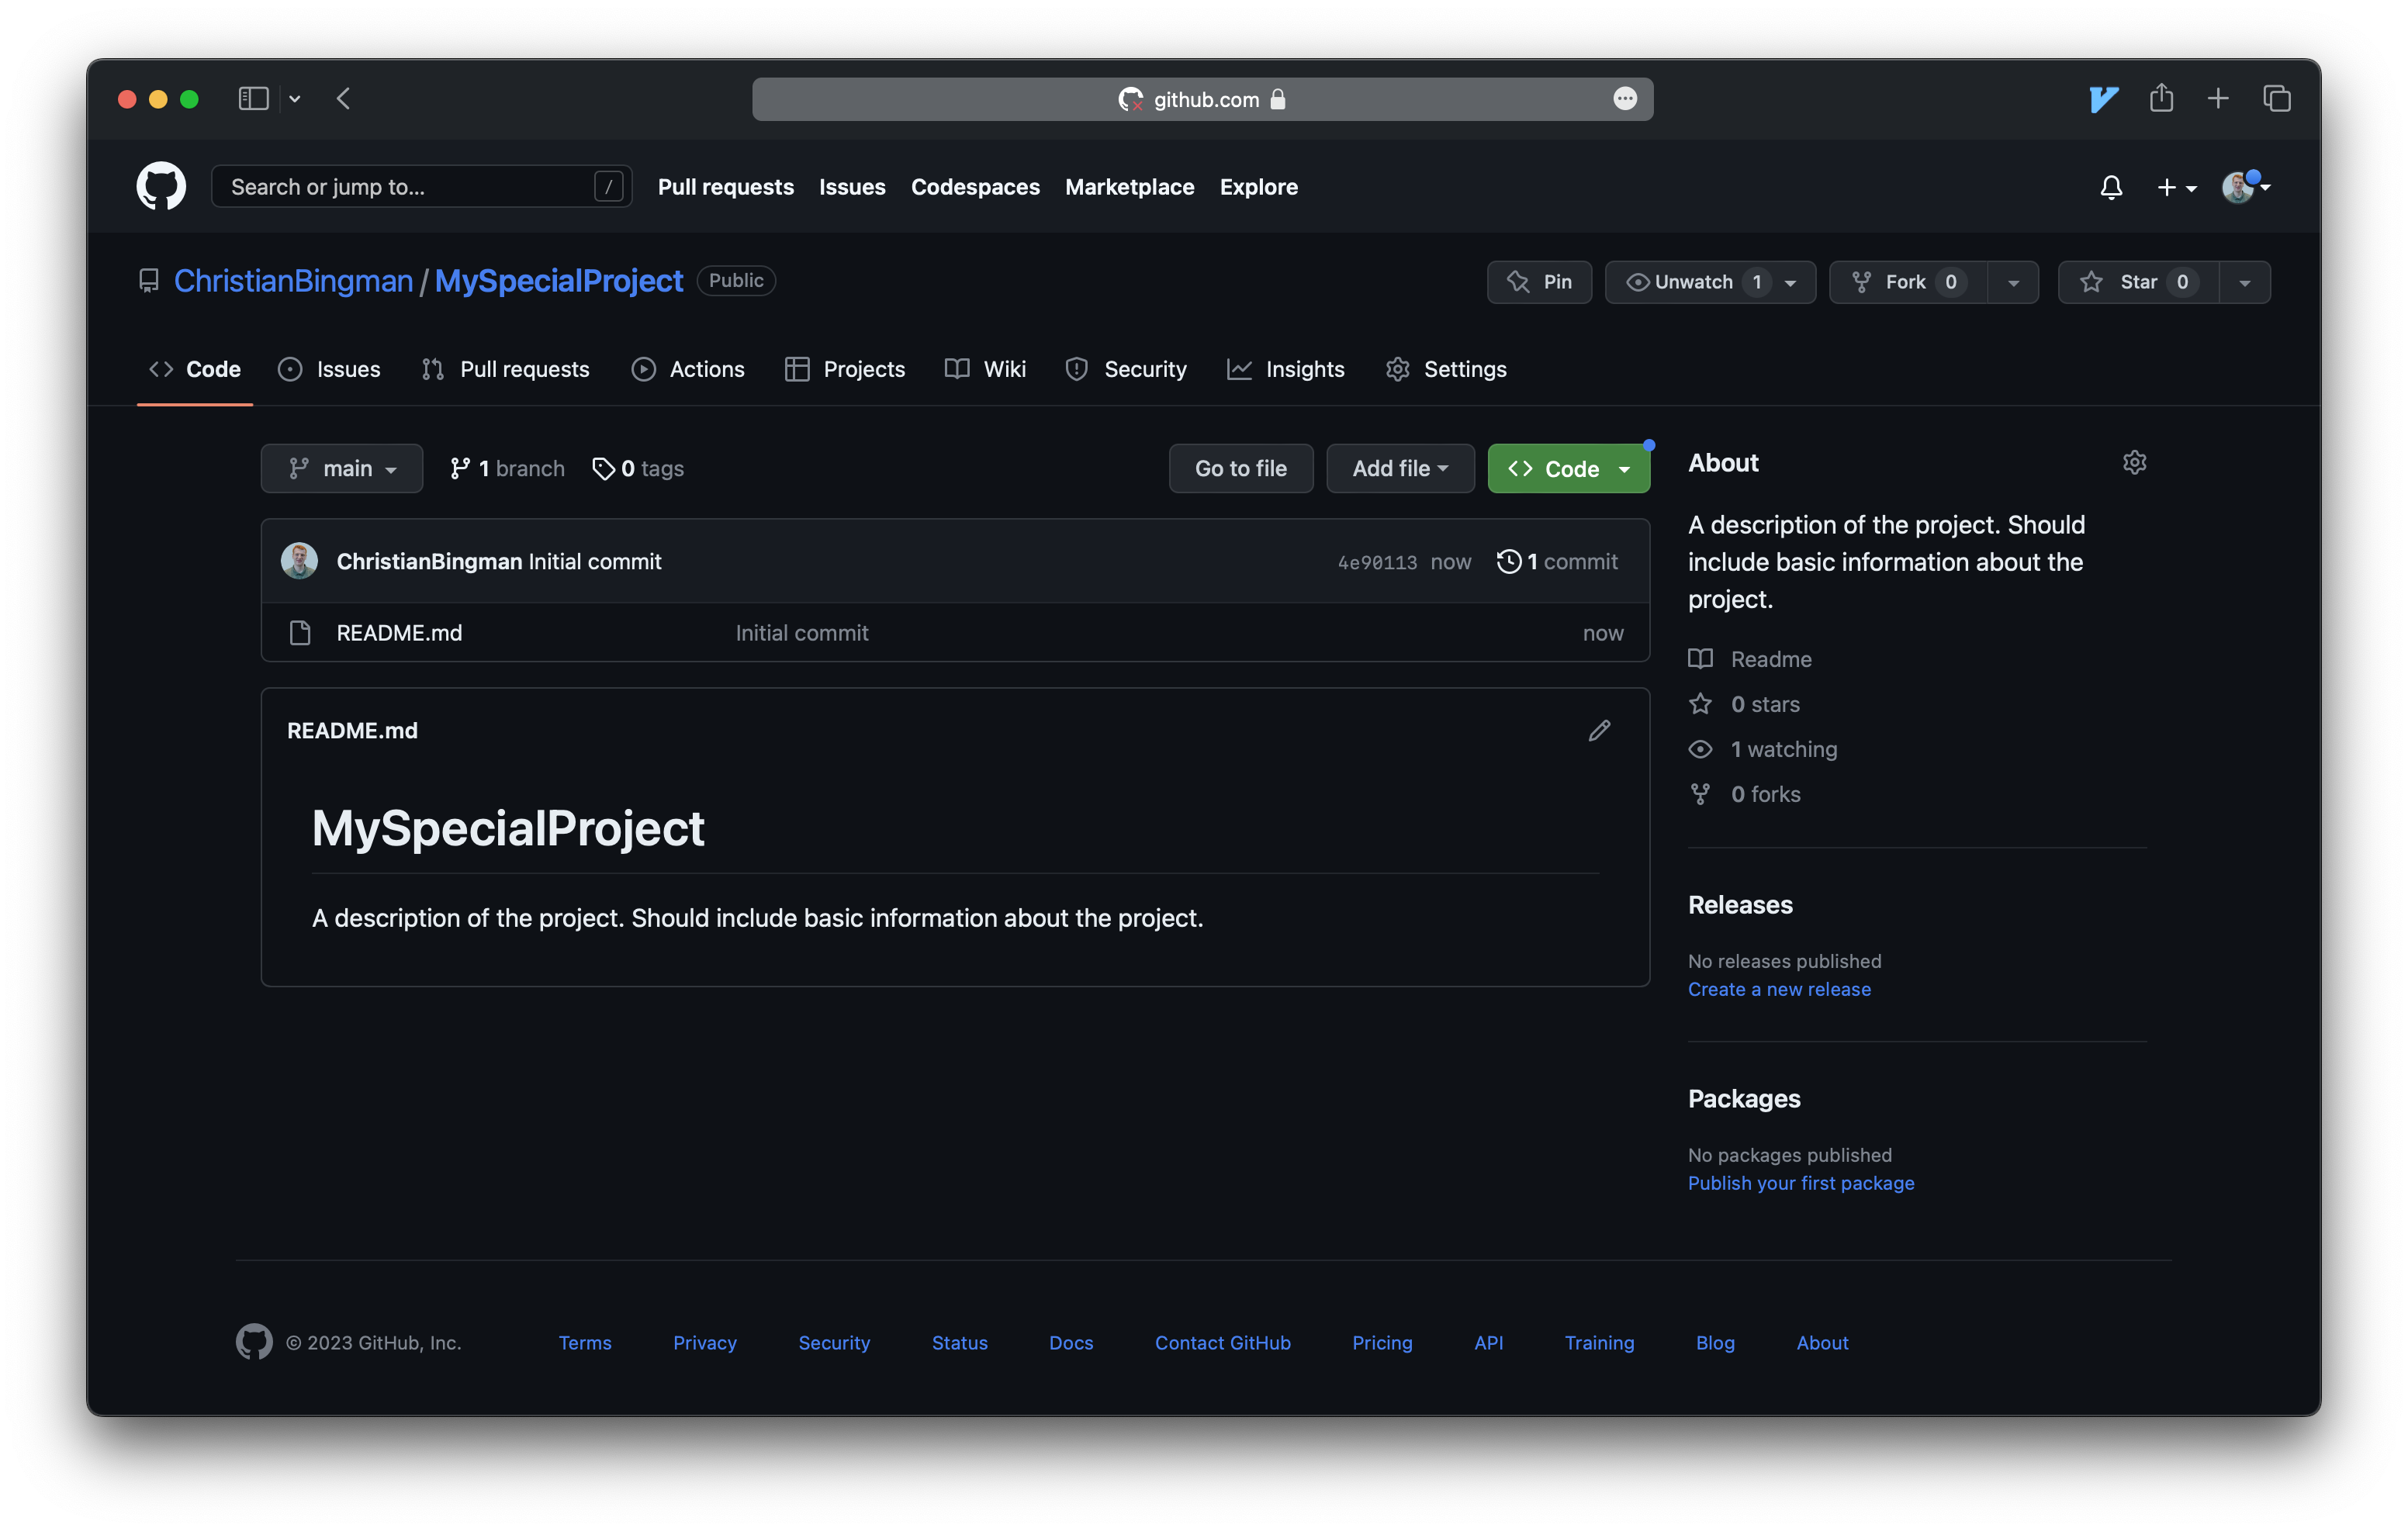 github.com
Search or jump to... /
Pull requests Issues Codespaces Marketplace Explore
ChristianBingman / MySpecialProject Public
Pin Unwatch 1 Fork 0 Star 0
Code Issues Pull requests Actions Projects Wiki Security Insights Settings
main 1 branch 0 tags Go to file Add file Code
ChristianBingman Initial commit 4e90113 now 1 commit
README.md Initial commit now
README.md
MySpecialProject
A description of the project. Should include basic information about the project.
About
A description of the project. Should
include basic information about the
project.
Readme
0 stars
1 watching
0 forks
Releases
No releases published
Create a new release
Packages
No packages published
Publish your first package
© 2023 GitHub, Inc. Terms Privacy Security Status Docs Contact GitHub Pricing API Training Blog About